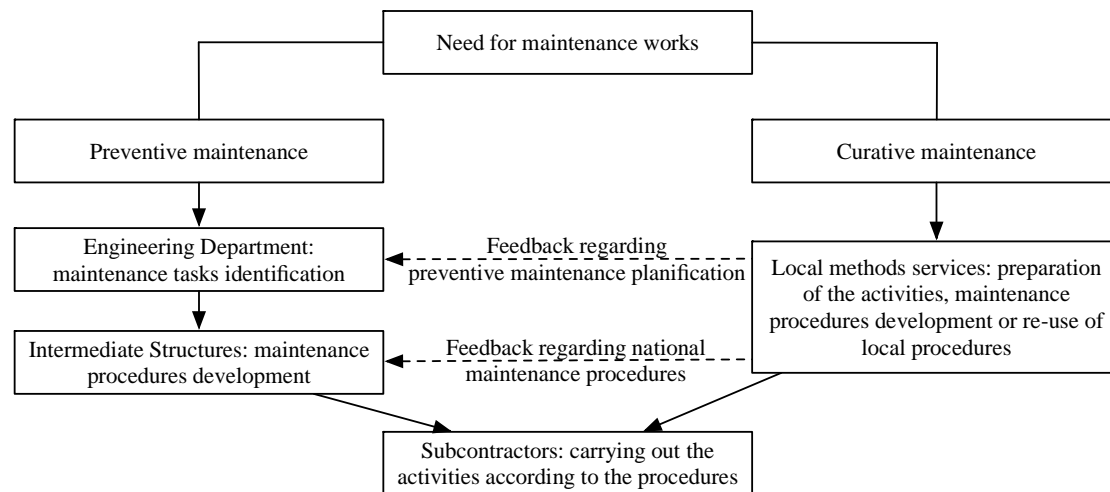 Need for maintenance works
Preventive maintenance
Curative maintenance
Engineering Department:
maintenance tasks identification
Feedback regarding
preventive maintenance planification
Local methods services: preparation
of the activities, maintenance
procedures development or re-use of
local procedures
Intermediate Structures: maintenance
procedures development
Feedback regarding national
maintenance procedures
Subcontractors: carrying out the
activities according to the procedures